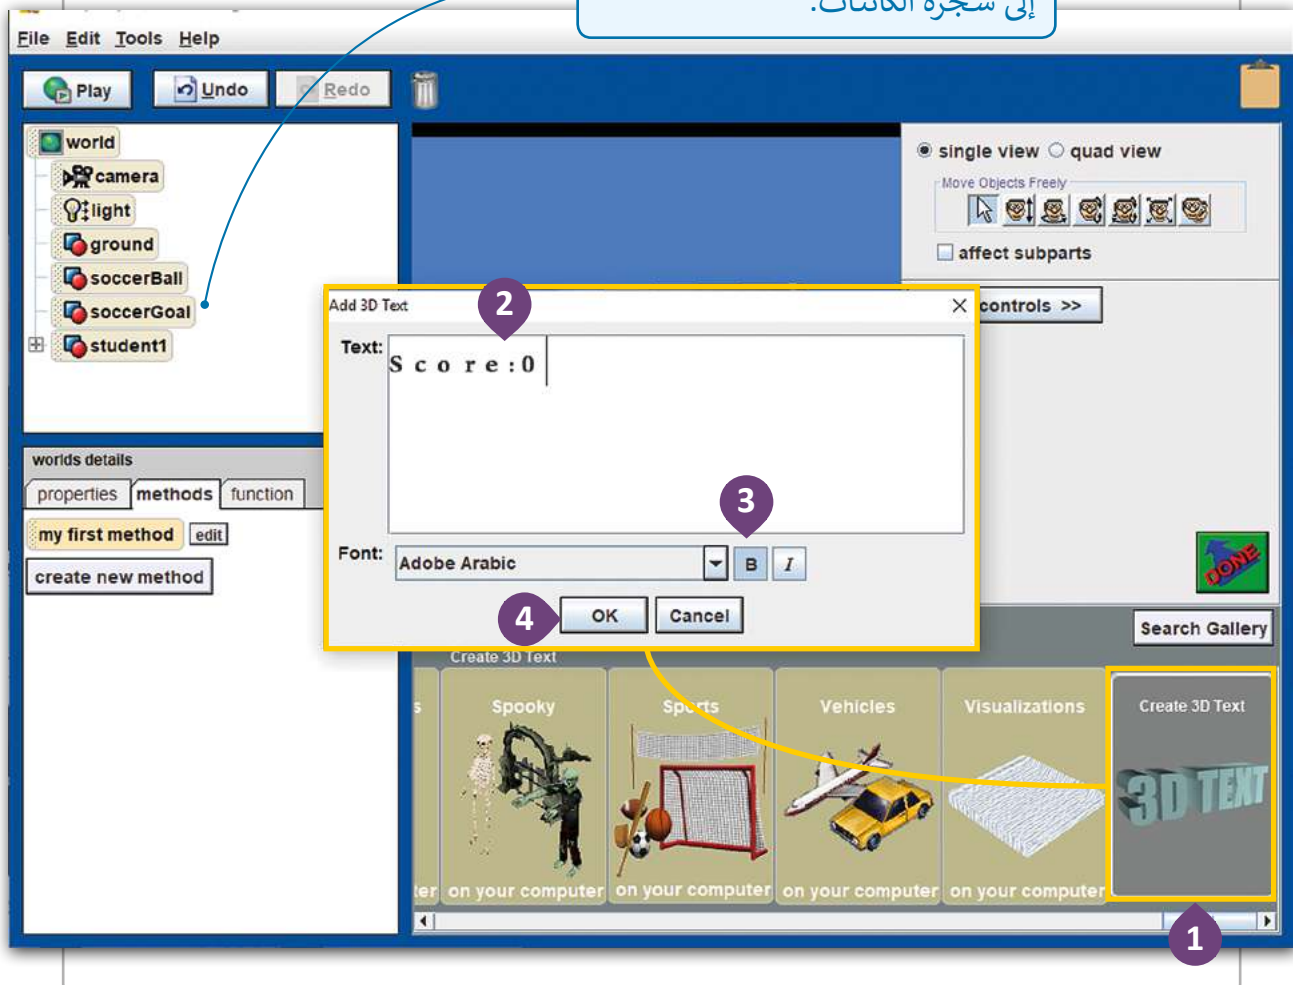 إلى شجرة الكائنات.
File Edit Tools Help
Play Undo Redo
world
camera
light
ground
soccerBall
soccerGoal
student1
single view quad view
Move Objects Freely
affect subparts
controls >>
Add 3D Text
2
Text:
Score:0
3
Font: Adobe Arabic B I
4
OK Cancel
worlds details
properties methods function
my first method edit
create new method
DONE
Search Gallery
Create 3D Text
s Spooky Sports Vehicles Visualizations Create 3D Text
3D TEXT
ter on your computer on your computer on your computer on your computer
1